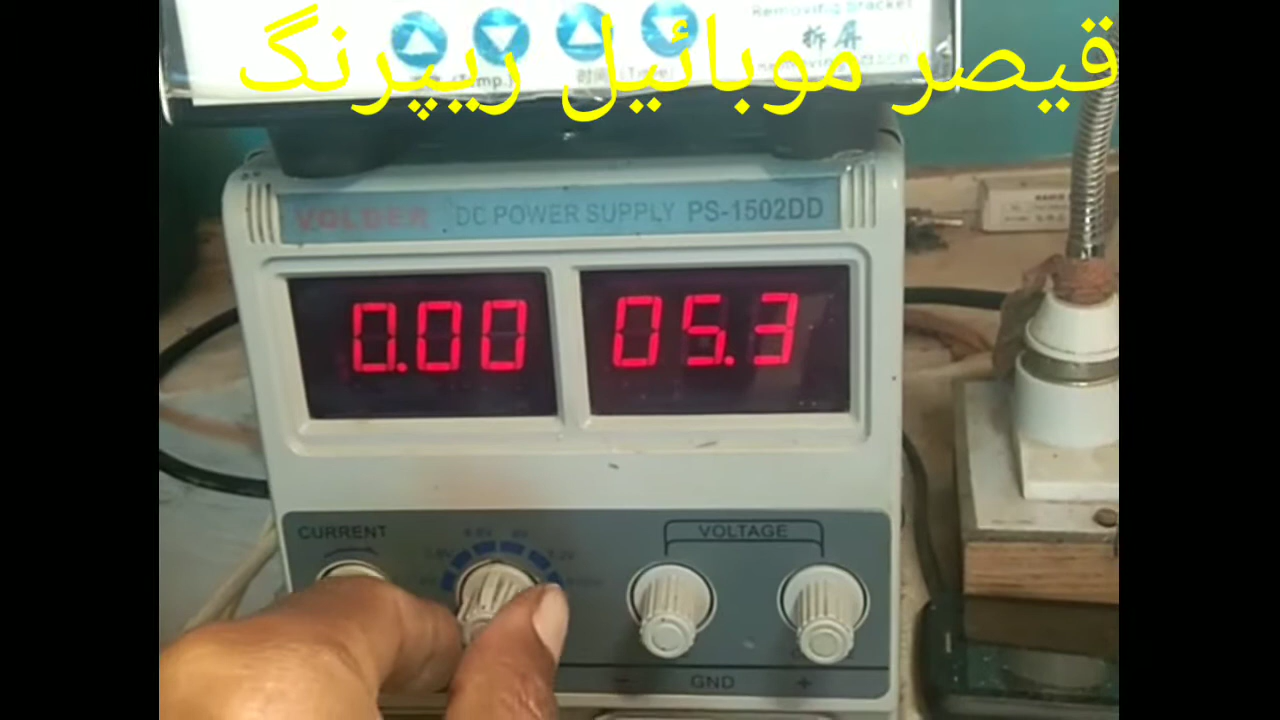 قیصر موبائیل ریپرنگ
Removing bracket
拆屏
VOLDER DC POWER SUPPLY PS-1502DD
0.00 05.3
CURRENT
VOLTAGE
− GND +